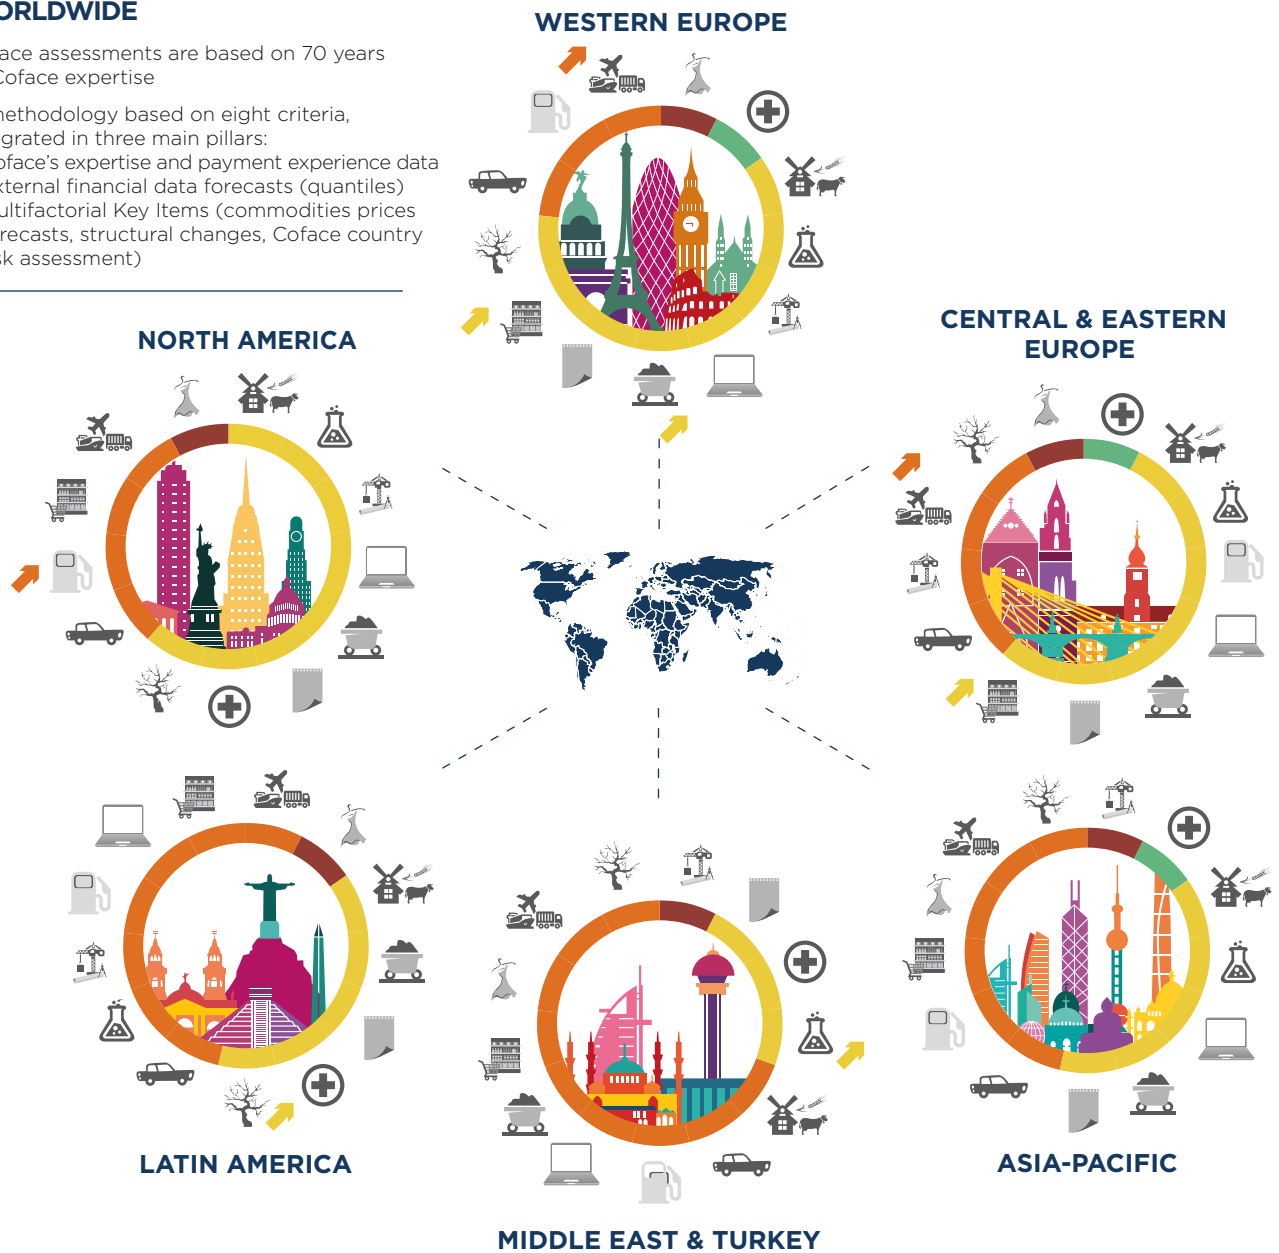 ORLDWIDE
ace assessments are based on 70 years
Coface expertise
nethodology based on eight criteria,
grated in three main pillars:
oface's expertise and payment experience data
xternal financial data forecasts (quantiles)
ultifactorial Key Items (commodities prices
recasts, structural changes, Coface country
sk assessment)
WESTERN EUROPE
NORTH AMERICA
CENTRAL & EASTERN
EUROPE
LATIN AMERICA
ASIA-PACIFIC
MIDDLE EAST & TURKEY